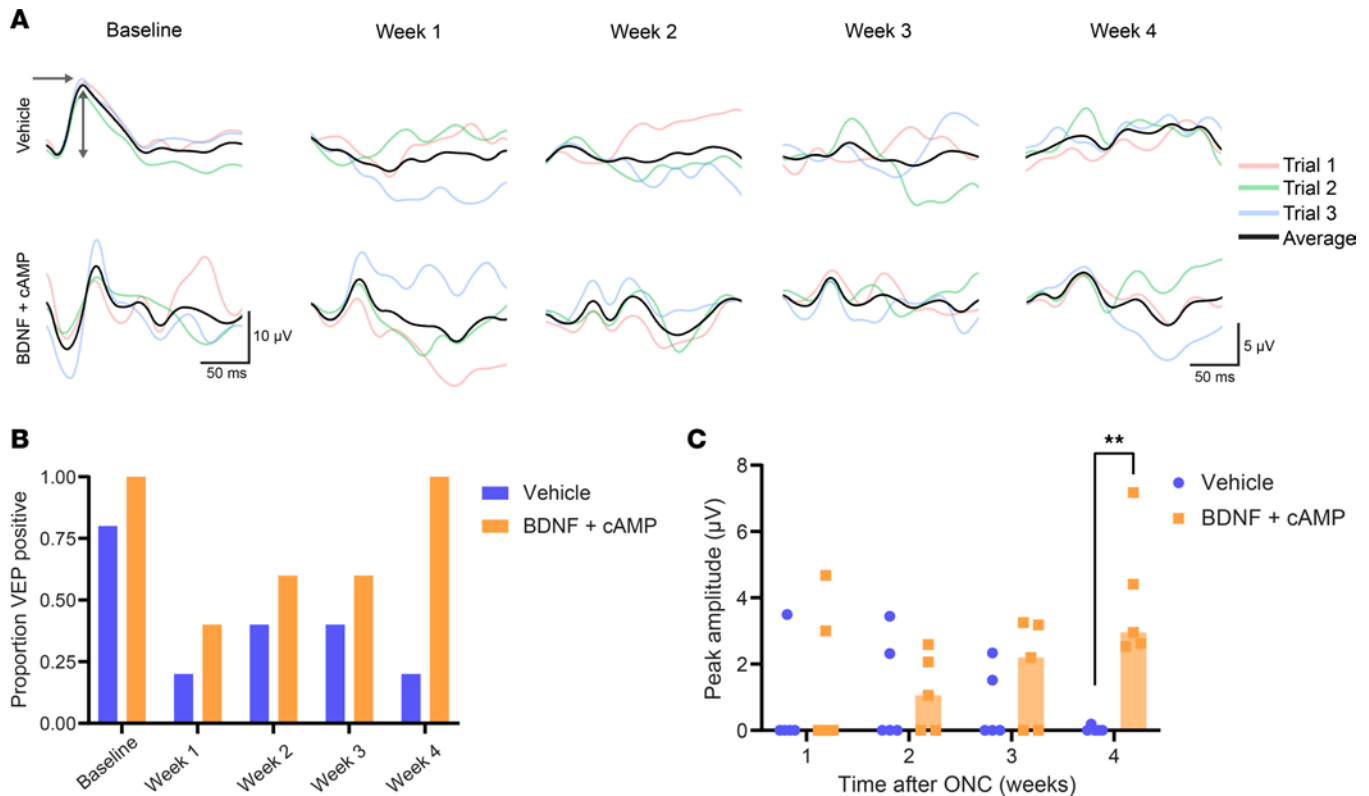 A
Baseline
Week 1
Week 2
Week 3
Week 4
Vehicle
BDNF + cAMP
10 µV
50 ms
Trial 1
Trial 2
Trial 3
Average
5 µV
50 ms
B
Proportion VEP positive
1.00
0.75
0.50
0.25
0.00
Baseline
Week 1
Week 2
Week 3
Week 4
Vehicle
BDNF + cAMP
C
**
Peak amplitude (µV)
8
6
4
2
0
1
2
3
4
Time after ONC (weeks)
Vehicle
BDNF + cAMP